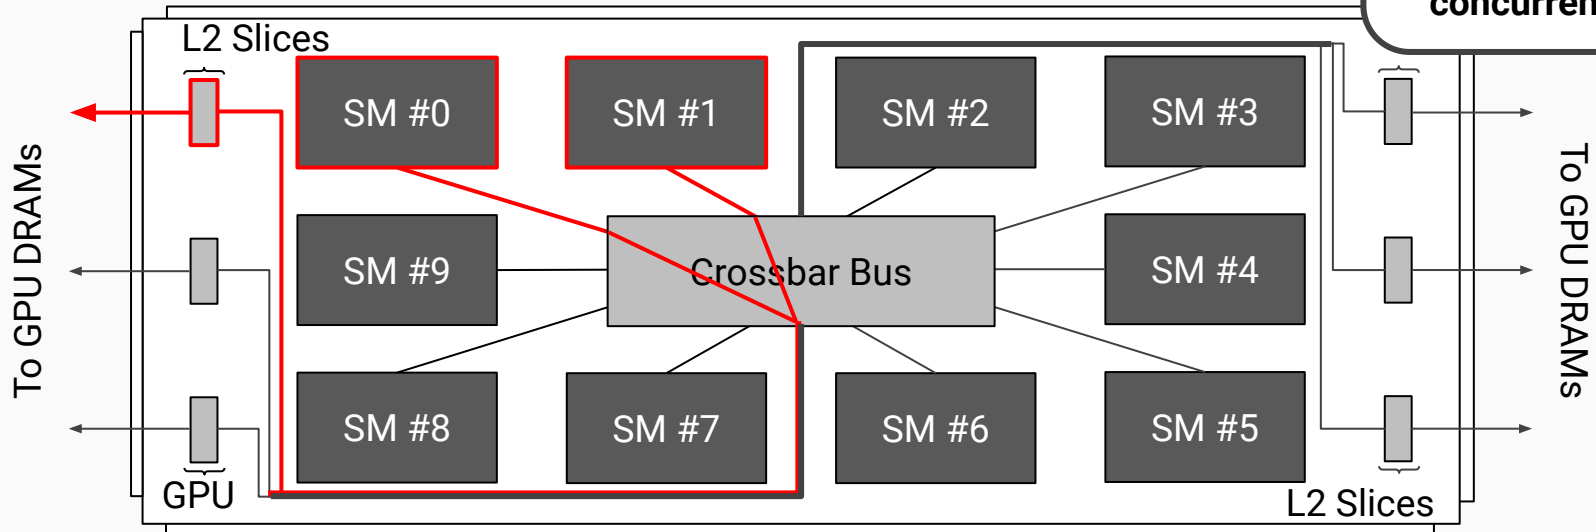 concurren
L2 Slices
SM #0
SM #1
SM #2
SM #3
To GPU DRAMs
SM #9
Crossbar Bus
SM #4
To GPU DRAMs
SM #8
SM #7
SM #6
SM #5
GPU
L2 Slices